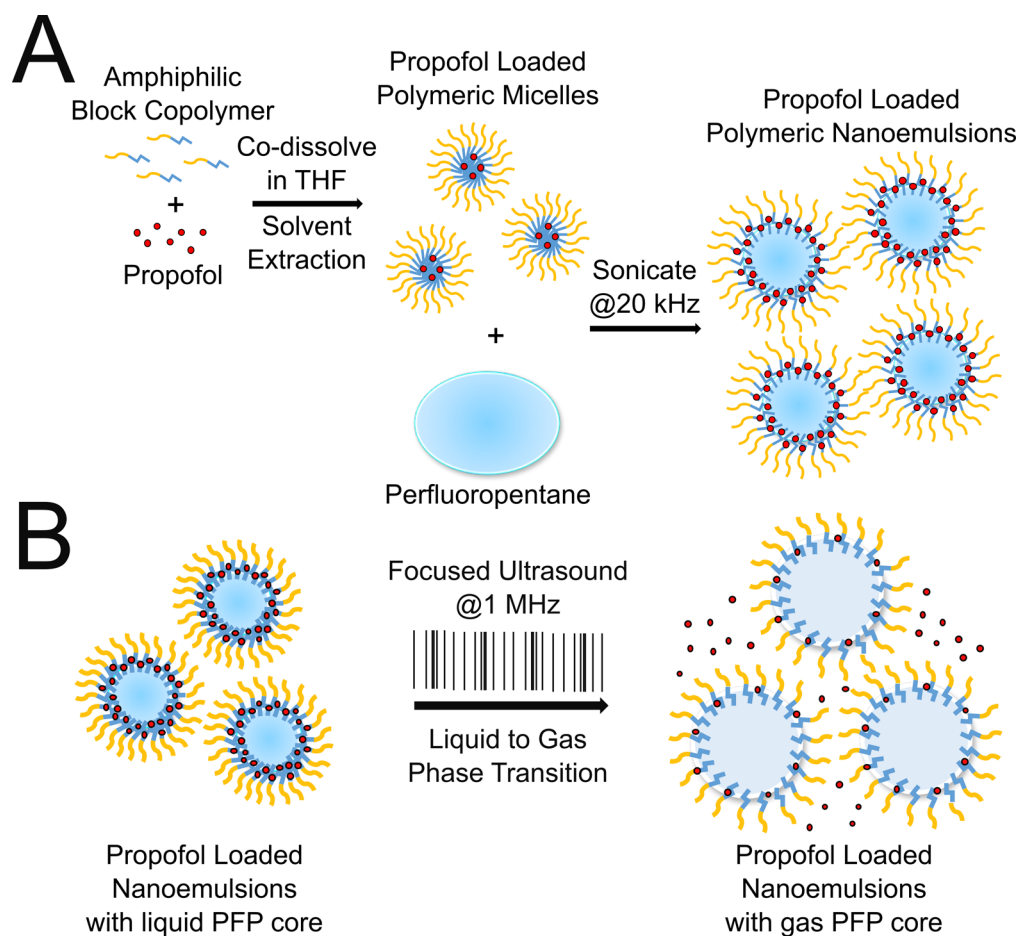 A
Amphiphilic
Block Copolymer
+
Propofol
Co-dissolve
in THF
Solvent
Extraction
Propofol Loaded
Polymeric Micelles
+
Perfluoropentane
Sonicate
@20 kHz
Propofol Loaded
Polymeric Nanoemulsions
B
Propofol Loaded
Nanoemulsions
with liquid PFP core
Focused Ultrasound
@1 MHz
Liquid to Gas
Phase Transition
Propofol Loaded
Nanoemulsions
with gas PFP core